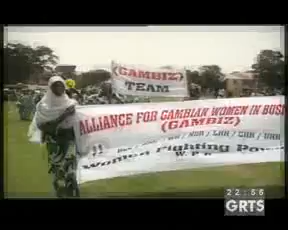 (GAMBIZ)
TEAM
ALLIANCE FOR GAMBIAN WOMEN IN BUS
(GAMBIZ)
Women Fighting Pov
22:56
GRTS